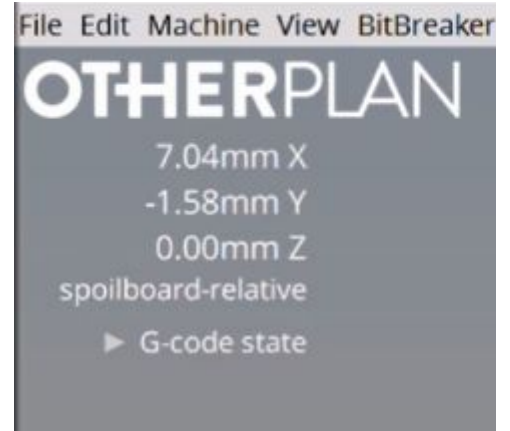 File Edit Machine View BitBreaker
OTHERPLAN
7.04mm X
-1.58mm Y
0.00mm Z
spoilboard-relative
▶ G-code state